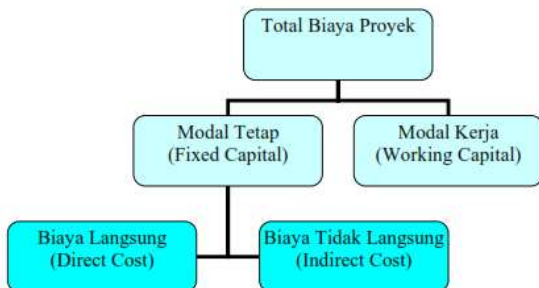 Total Biaya Proyek
Modal Tetap
(Fixed Capital)
Modal Kerja
(Working Capital)
Biaya Langsung
(Direct Cost)
Biaya Tidak Langsung
(Indirect Cost)